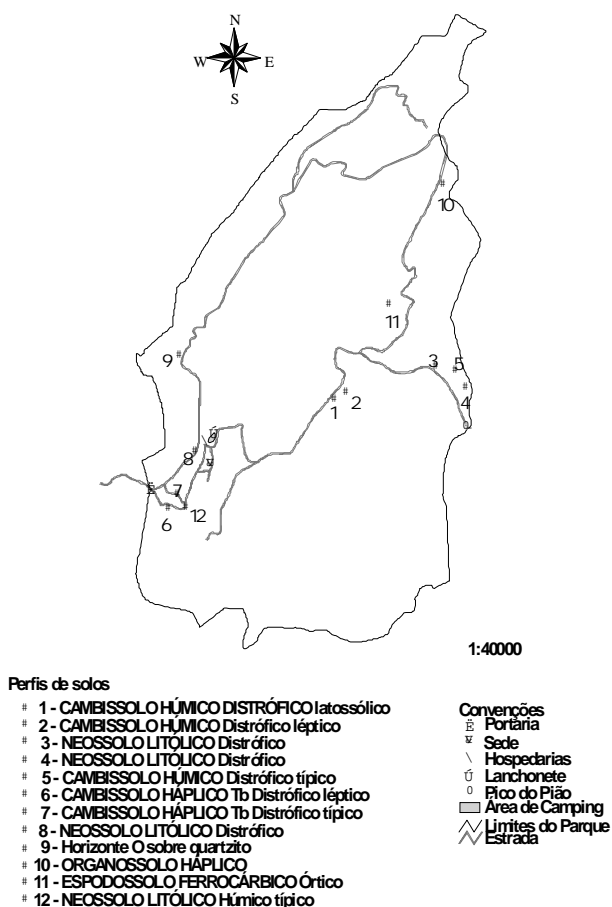 N
W E
S
10
11
9
3 5
4
2
1
Ú
8
Ë 7
6 12
1:40000
Perfis de solos
# 1 - CAMBISSOLO HÚMICO DISTRÓFICO latossólico
# 2 - CAMBISSOLO HÚMICO Distrófico léptico
# 3 - NEOSSOLO LITÓLICO Distrófico
# 4 - NEOSSOLO LITÓLICO Distrófico
# 5 - CAMBISSOLO HÚMICO Distrófico típico
# 6 - CAMBISSOLO HÁPLICO Tb Distrófico léptico
# 7 - CAMBISSOLO HÁPLICO Tb Distrófico típico
# 8 - NEOSSOLO LITÓLICO Distrófico
# 9 - Horizonte O sobre quartzito
# 10 - ORGANOSSOLO HÁPLICO
# 11 - ESPODOSSOLO FERROCÁRBICO Órtico
# 12 - NEOSSOLO LITÓLICO Húmico típico
Convenções
Ë Portaria
Sede
\ Hospedarias
Ú Lanchonete
0 Pico do Pião
Área de Camping
Limites do Parque
Estrada